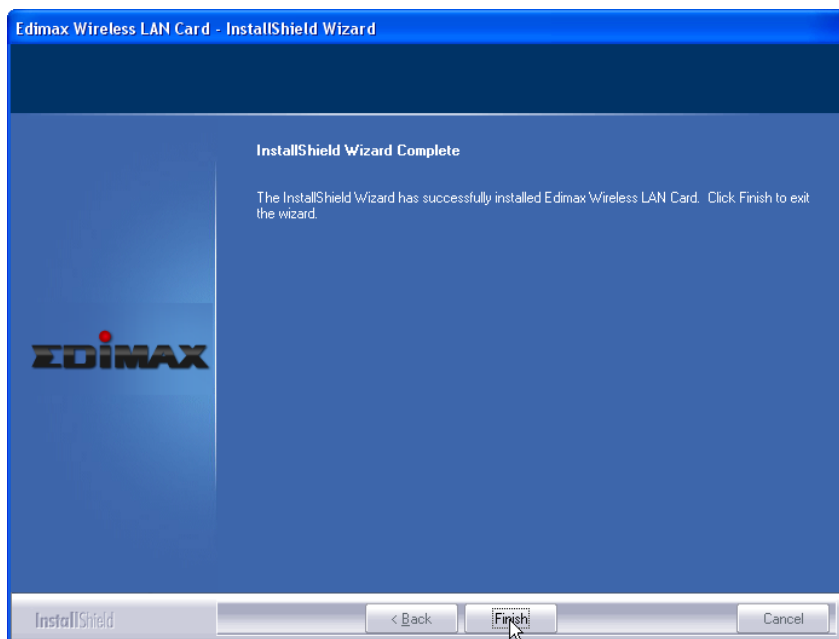 Edimax Wireless LAN Card - InstallShield Wizard
InstallShield Wizard Complete
The InstallShield Wizard has successfully installed Edimax Wireless LAN Card. Click Finish to exit
the wizard.
EDIMAX
InstallShield
< Back
Finish
Cancel